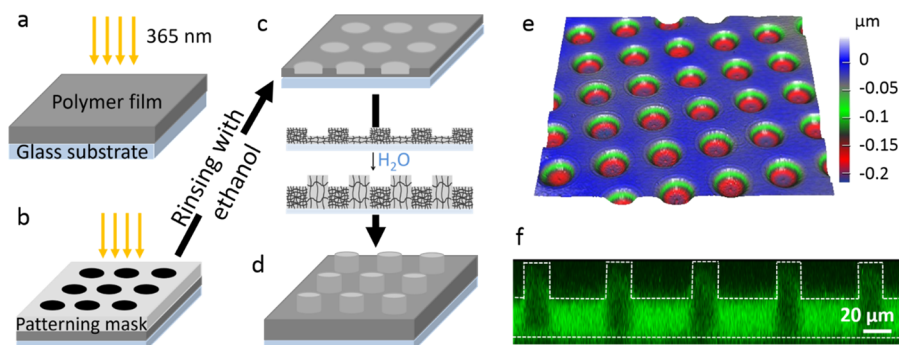 a
365 nm
Polymer film
Glass substrate
b
Patterning mask
Rinsing with
ethanol
c
H₂O
d
e
µm
0
-0.05
-0.1
-0.15
-0.2
f
20 µm